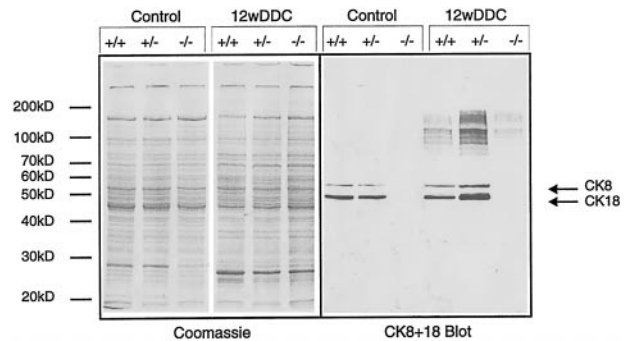 Control 12wDDC Control 12wDDC
+/+ +/- -/- +/+ +/- -/- +/+ +/- -/- +/+ +/- -/-
200kD
100kD
70kD
60kD
50kD
40kD
30kD
20kD
CK8
CK18
Coomassie CK8+18 Blot